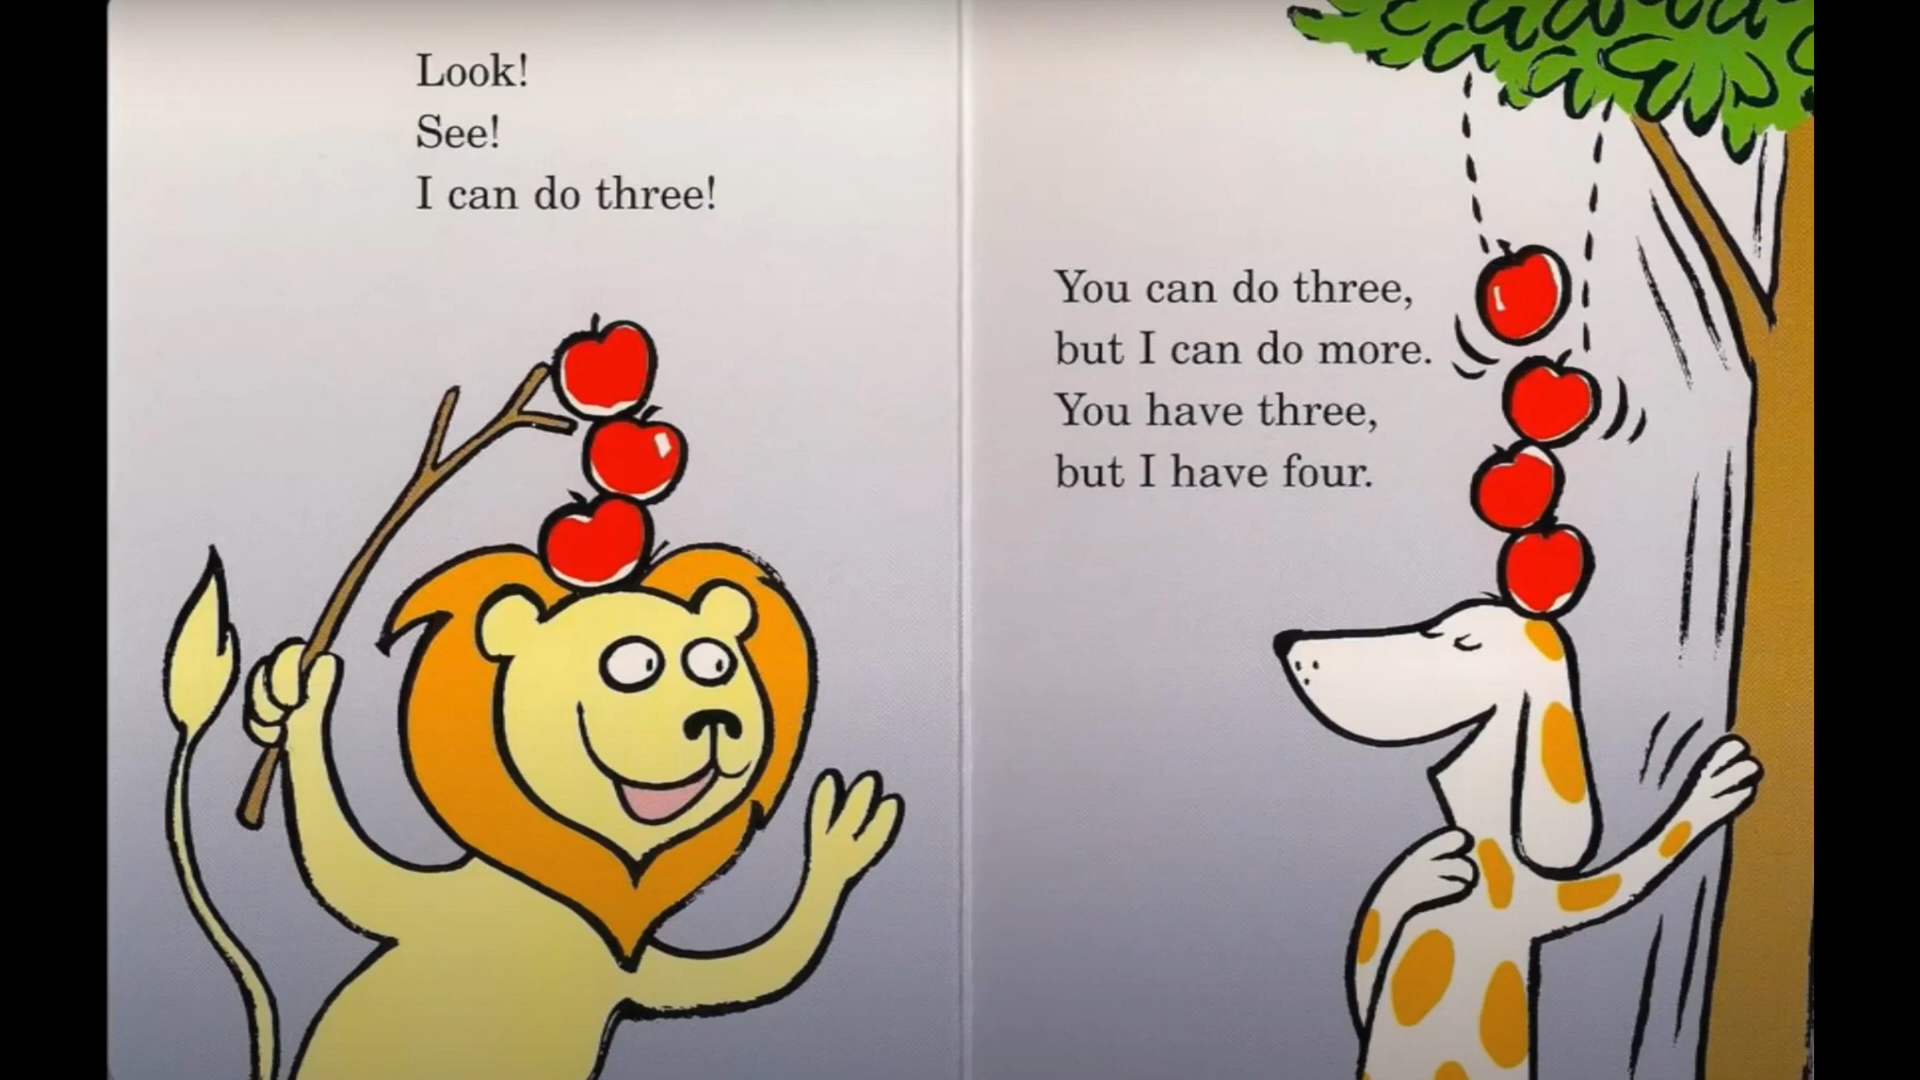 Look!
See!
I can do three!
You can do three,
but I can do more.
You have three,
but I have four.